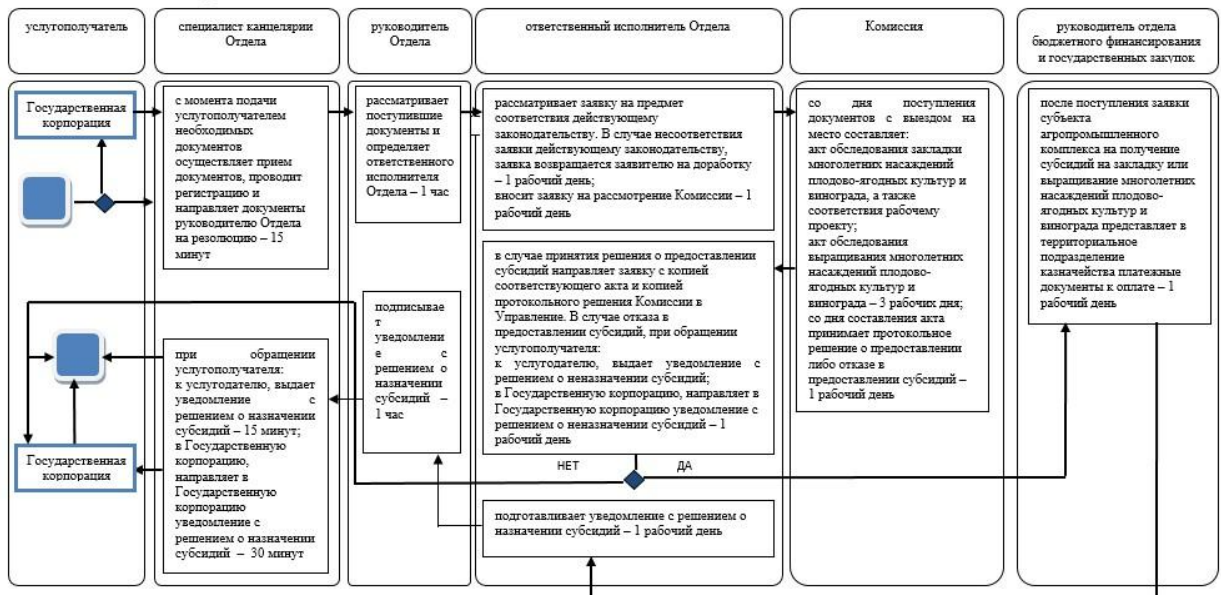 услугополучатель
специалист канцелярии
Отдела
руководитель
Отдела
ответственный исполнитель Отдела
Комиссия
руководитель отдела
бюджетного финансирования
и государственных закупок
Государственная
корпорация
с момента подачи
услугополучателем
необходимых
документов
осуществляет прием
документов, проводит
регистрацию и
направляет документы
руководителю Отдела
на резолюцию – 15
минут
рассматривает
поступившие
документы и
определяет
ответственного
исполнителя
Отдела – 1 час
рассматривает заявку на предмет
соответствия действующему
законодательству. В случае несоответствия
заявки действующему законодательству,
заявка возвращается заявителю на доработку
– 1 рабочий день;
вносит заявку на рассмотрение Комиссии – 1
рабочий день
со дня поступления
документов с выездом на
место составляет:
акт обследования закладки
многолетних насаждений
плодово-ягодных культур и
винограда, а также
соответствия рабочему
проекту;
акт обследования
выращивания многолетних
насаждений плодово-
ягодных культур и
винограда – 3 рабочих дня;
со дня составления акта
принимает протокольное
решение о предоставлении
либо отказе в
предоставлении субсидий –
1 рабочий день
после поступления заявки
субъекта
агропромышленного
комплекса на получение
субсидий на закладку или
выращивание многолетних
насаждений плодово-
ягодных культур и
винограда представляет в
территориальное
подразделение
казначейства платежные
документы к оплате – 1
рабочий день
в случае принятия решения о предоставлении
субсидий направляет заявку с копией
соответствующего акта и копией
протокольного решения Комиссии в
Управление. В случае отказа в
предоставлении субсидий, при обращении
услугополучателя:
к услугодателю, выдает уведомление с
решением о неназначении субсидий;
в Государственную корпорацию, направляет в
Государственную корпорацию уведомление с
решением о неназначении субсидий – 1
рабочий день
подписывае
т
уведомлени
е с
решением о
назначении
субсидий –
1 час
при обращении
услугополучателя:
к услугодателю, выдает
уведомление с
решением о назначении
субсидий – 15 минут;
в Государственную
корпорацию,
направляет в
Государственную
корпорацию
уведомление с
решением о назначении
субсидий – 30 минут
Государственная
корпорация
НЕТ
ДА
подготавливает уведомление с решением о
назначении субсидий – 1 рабочий день